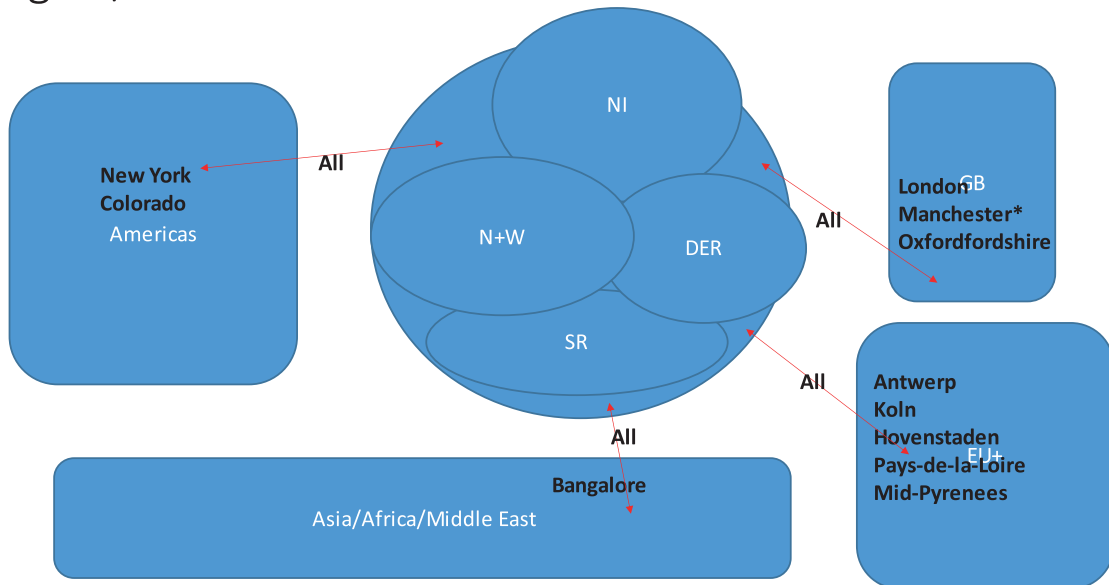 NI
New York
Colorado
Americas
All
N+W
DER
SR
All
GB
London
Manchester*
Oxfordfordshire
All
Antwerp
Koln
Hovenstaden
EU+
Pays-de-la-Loire
Mid-Pyrenees
All
Bangalore
Asia/Africa/Middle East